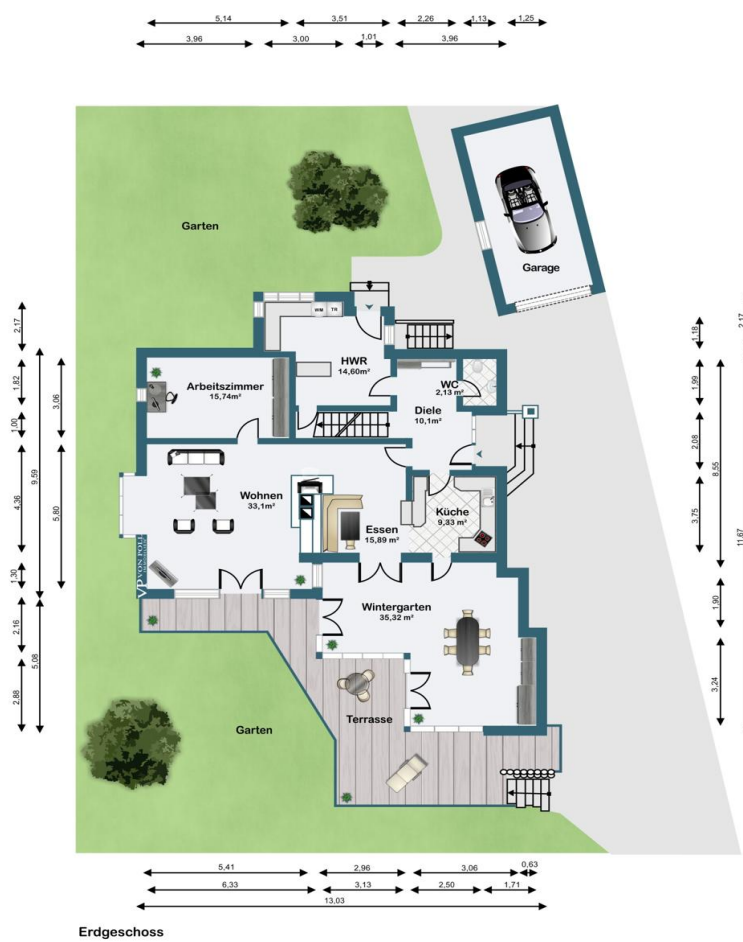 5,14 3,51 2,26 1,13 1,25
3,96 3,00 1,01 3,96
Garten
Garage
WM TR
HWR
14,60m²
Arbeitszimmer
15,74m²
WC
2,13 m²
Diele
10,1m²
Wohnen
33,1m²
Essen
15,89 m²
Küche
9,33 m²
VP VON POLL
Wintergarten
35,32 m²
Terrasse
Garten
2,17
1,82
1,00
4,36
1,30
2,16
2,88
9,59
5,08
3,06
5,80
1,18
1,99
2,08
3,75
1,90
3,24
8,55
2,17
11,67
5,41 2,96 3,06 0,63
6,33 3,13 2,50 1,71
13,03
Erdgeschoss